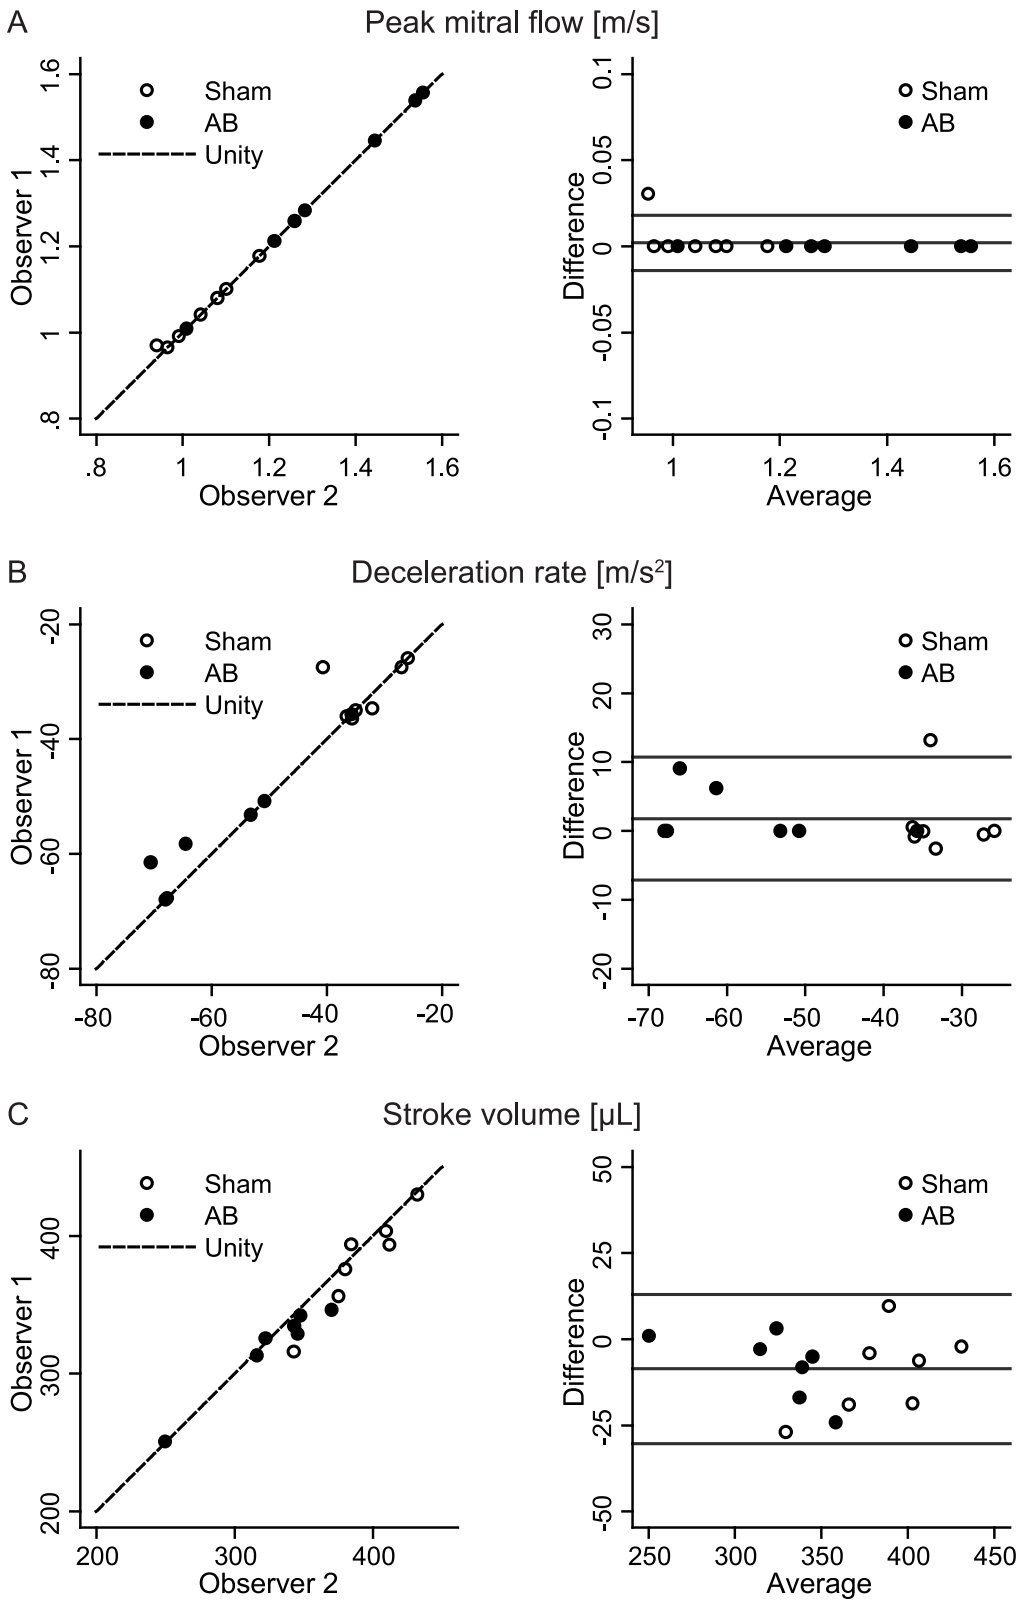 A Peak mitral flow [m/s]
Sham
AB
Unity
.8 1 1.2 1.4 1.6
Observer 1
.8 1 1.2 1.4 1.6
Observer 2
Sham
AB
-0.1 -0.05 0 0.05 0.1
Difference
1 1.2 1.4 1.6
Average
B Deceleration rate [m/s²]
Sham
AB
Unity
-80 -60 -40 -20
Observer 1
-80 -60 -40 -20
Observer 2
Sham
AB
-20 -10 0 10 20 30
Difference
-70 -60 -50 -40 -30
Average
C Stroke volume [µL]
Sham
AB
Unity
200 300 400
Observer 1
200 300 400
Observer 2
Sham
AB
-50 -25 0 25 50
Difference
250 300 350 400 450
Average